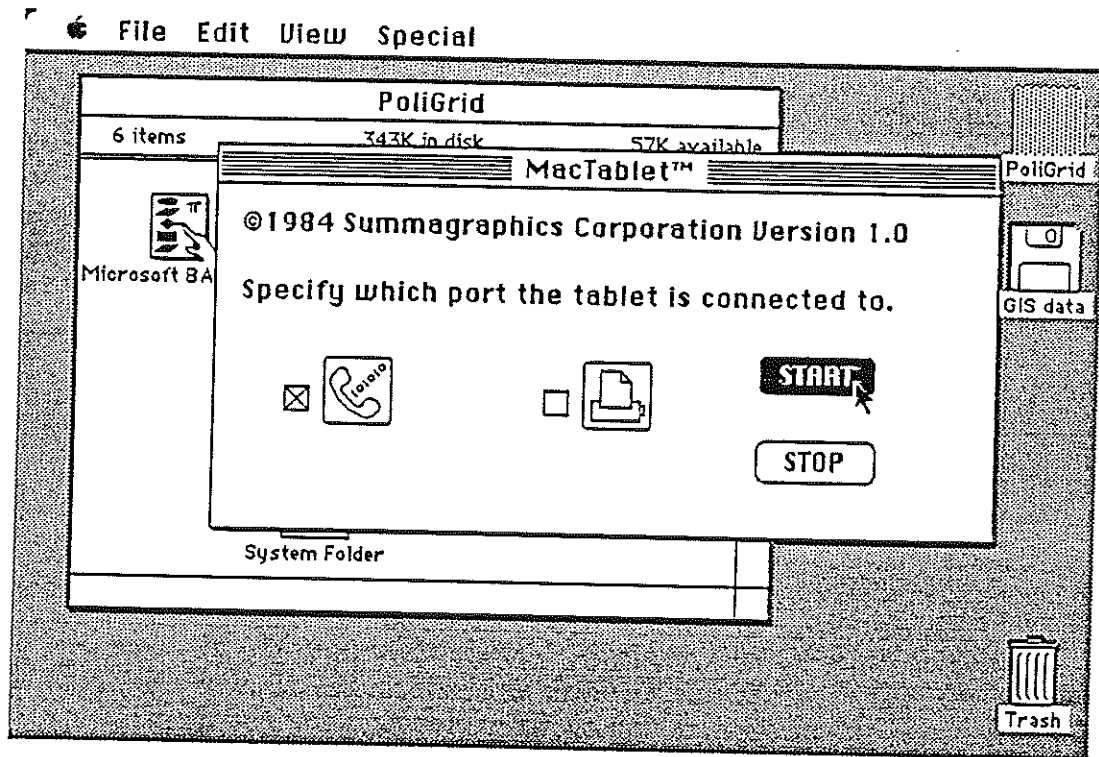 File Edit View Special
PoliGrid
6 items 343K in disk 57K available
MacTablet™
PoliGrid
©1984 Summagraphics Corporation Version 1.0
Microsoft BA
Specify which port the tablet is connected to.
GIS data
101010
START
STOP
System Folder
Trash